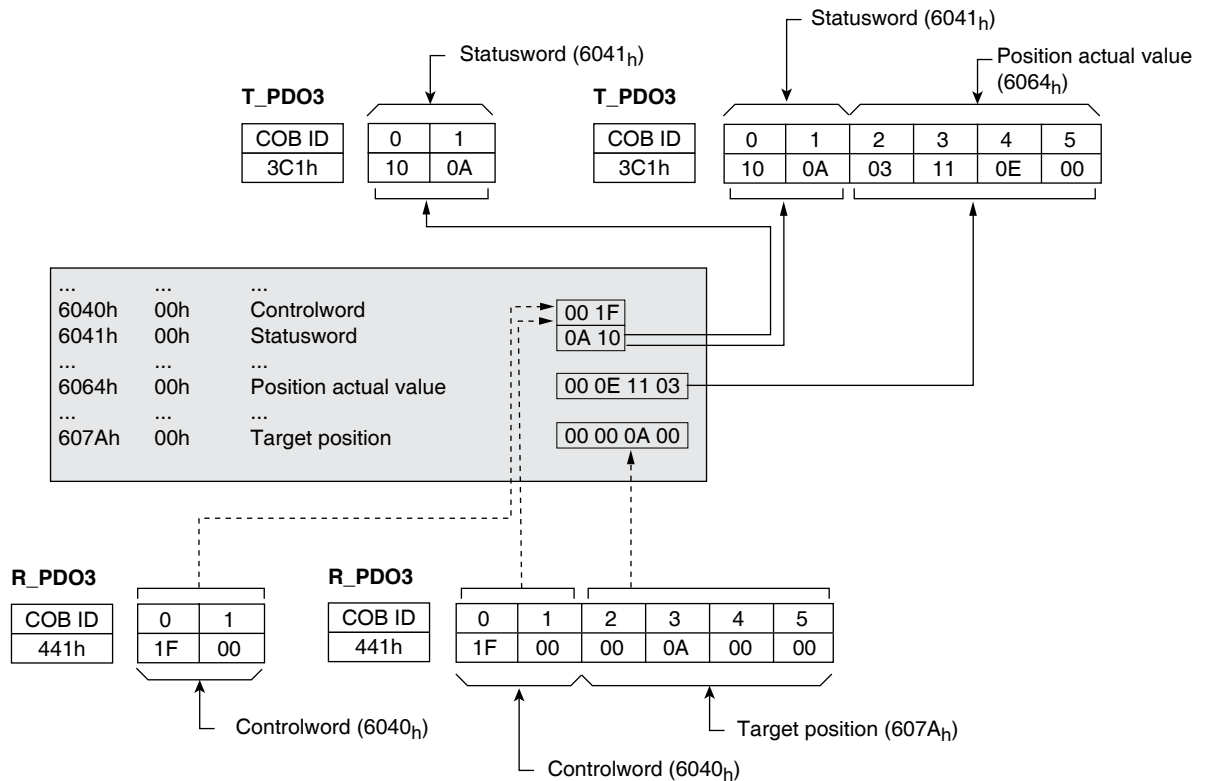 Statusword (6041h)
Statusword (6041h)
Position actual value
(6064h)
T_PDO3
T_PDO3
COB ID 0 1
3C1h 10 0A
COB ID 0 1 2 3 4 5
3C1h 10 0A 03 11 0E 00
... ... ...
6040h 00h Controlword 00 1F
6041h 00h Statusword 0A 10
... ... ...
6064h 00h Position actual value 00 0E 11 03
... ... ...
607Ah 00h Target position 00 00 0A 00
R_PDO3
R_PDO3
COB ID 0 1
441h 1F 00
COB ID 0 1 2 3 4 5
441h 1F 00 00 0A 00 00
Controlword (6040h)
Target position (607Ah)
Controlword (6040h)